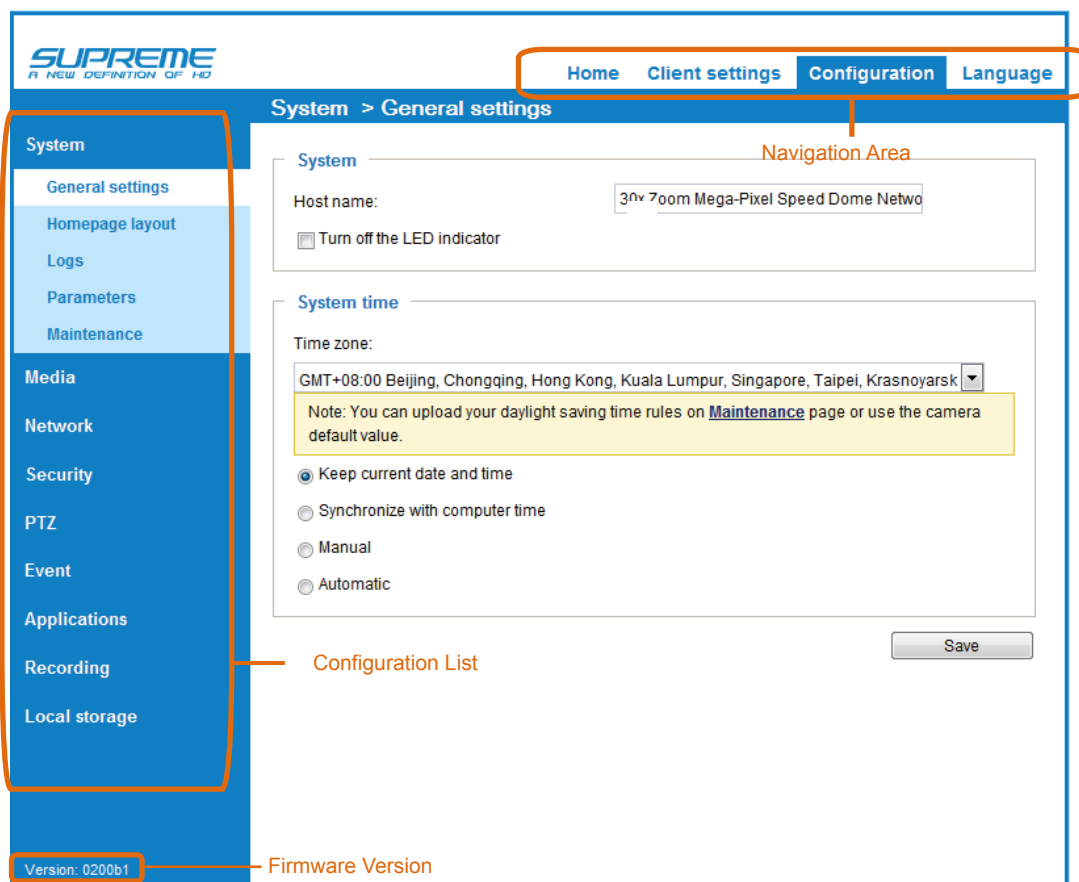 SUPREME
A NEW DEFINITION OF HD
Home Client settings Configuration Language
System > General settings
Navigation Area
System
General settings
Homepage layout
Logs
Parameters
Maintenance
Media
Network
Security
PTZ
Event
Applications
Recording
Local storage
Version: 0200b1
System
Host name: 30x Zoom Mega-Pixel Speed Dome Netwo
Turn off the LED indicator
System time
Time zone:
GMT+08:00 Beijing, Chongqing, Hong Kong, Kuala Lumpur, Singapore, Taipei, Krasnoyarsk
Note: You can upload your daylight saving time rules on Maintenance page or use the camera
default value.
Keep current date and time
Synchronize with computer time
Manual
Automatic
Save
Configuration List
Firmware Version